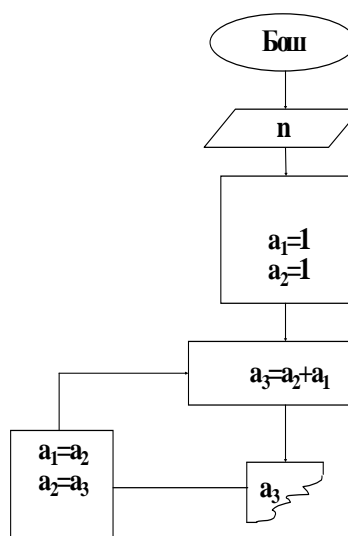 Бош
n
a₁=1
a₂=1
a₃=a₂+a₁
a₁=a₂
a₂=a₃
a₃